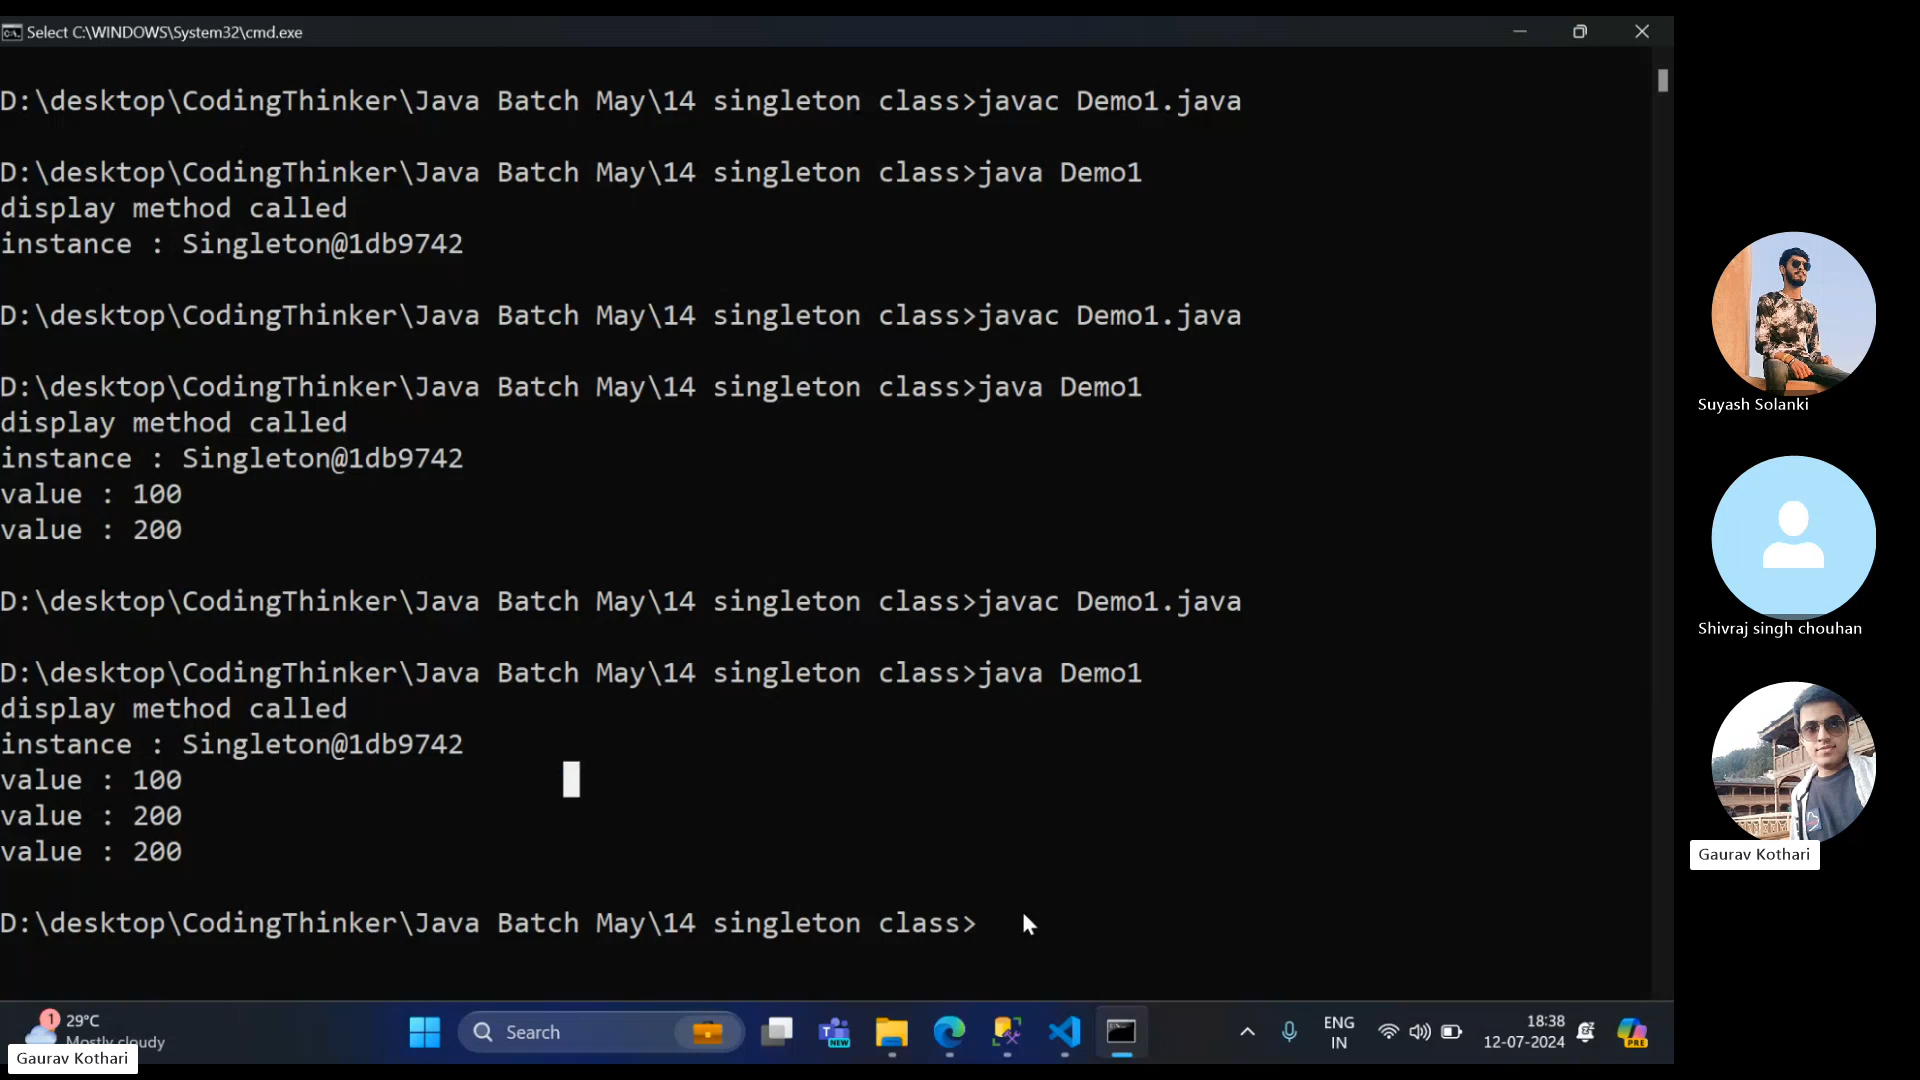 Select C:\WINDOWS\System32\cmd.exe
D:\desktop\CodingThinker\Java Batch May\14 singleton class>javac Demo1.java
D:\desktop\CodingThinker\Java Batch May\14 singleton class>java Demo1
display method called
instance : Singleton@1db9742
D:\desktop\CodingThinker\Java Batch May\14 singleton class>javac Demo1.java
D:\desktop\CodingThinker\Java Batch May\14 singleton class>java Demo1
display method called
instance : Singleton@1db9742
value : 100
value : 200
D:\desktop\CodingThinker\Java Batch May\14 singleton class>javac Demo1.java
D:\desktop\CodingThinker\Java Batch May\14 singleton class>java Demo1
display method called
instance : Singleton@1db9742
value : 100
value : 200
value : 200
D:\desktop\CodingThinker\Java Batch May\14 singleton class>
Suyash Solanki
Shivraj singh chouhan
Gaurav Kothari
1
29°C
Mostly cloudy
Gaurav Kothari
Search
NEW
ENG
IN
18:38
12-07-2024
PRE